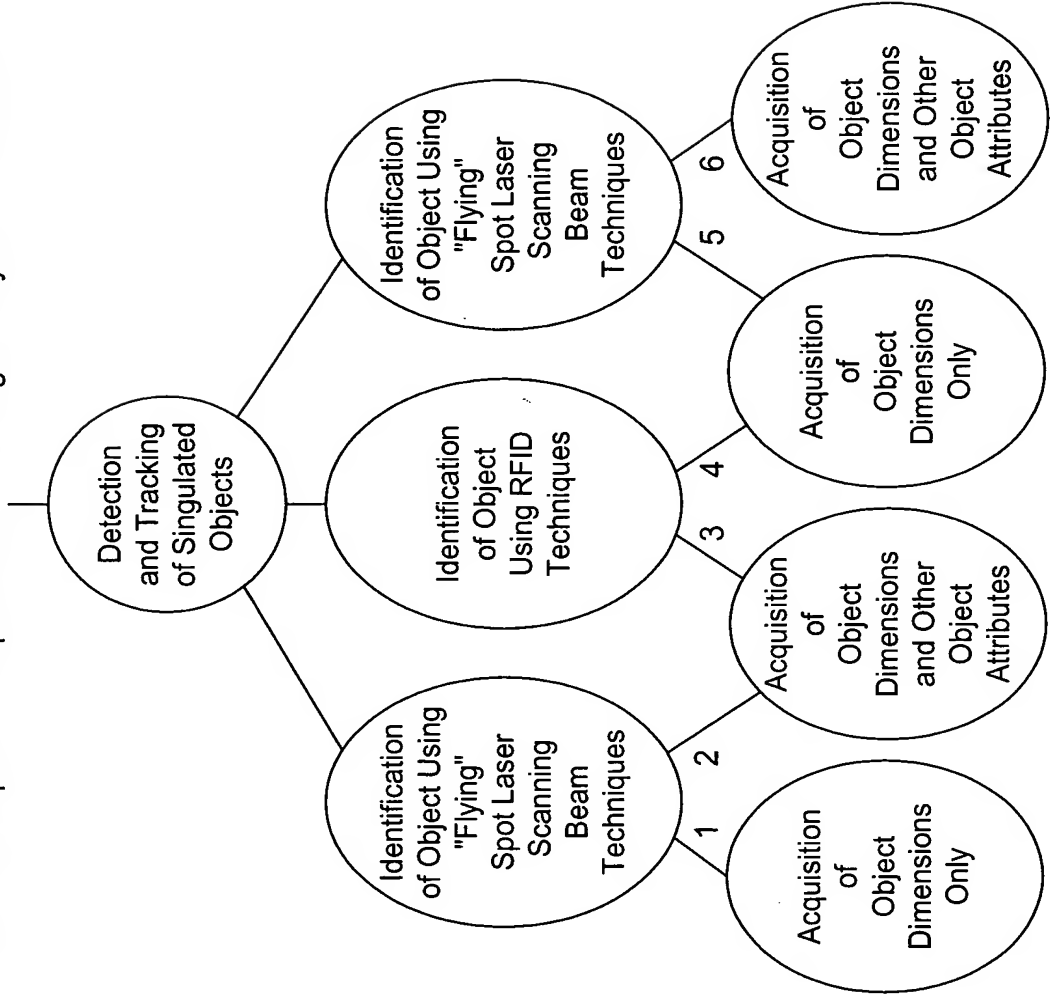 Detection
and Tracking
of Singulated
Objects
Identification
of Object Using
"Flying"
Spot Laser
Scanning
Beam
Techniques
Identification
of Object
Using RFID
Techniques
Identification
of Object Using
"Flying"
Spot Laser
Scanning
Beam
Techniques
1
2
3
4
5
6
Acquisition
of
Object
Dimensions
Only
Acquisition
of
Object
Dimensions
and Other
Object
Attributes
Acquisition
of
Object
Dimensions
Only
Acquisition
of
Object
Dimensions
and Other
Object
Attributes